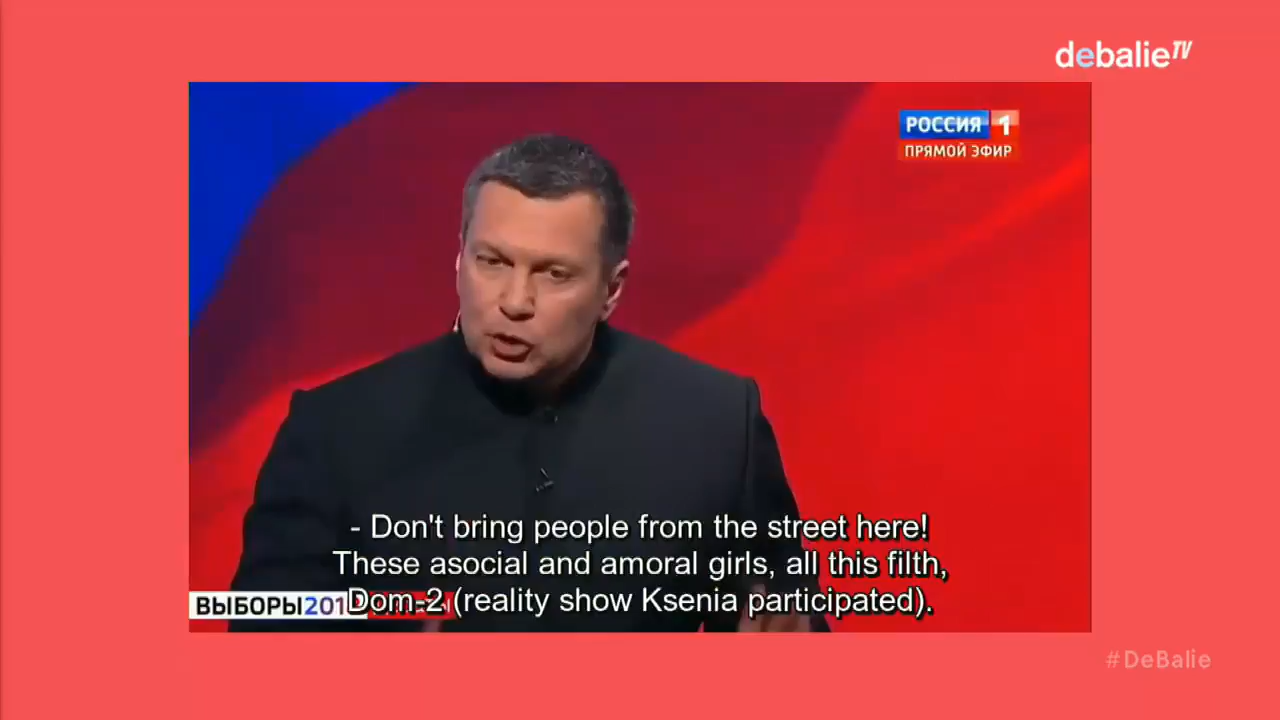 debalieTV
РОССИЯ 1
ПРЯМОЙ ЭФИР
- Don't bring people from the street here!
These asocial and amoral girls, all this filth,
Dom-2 (reality show Ksenia participated).
ВЫБОРЫ201
#DeBalie